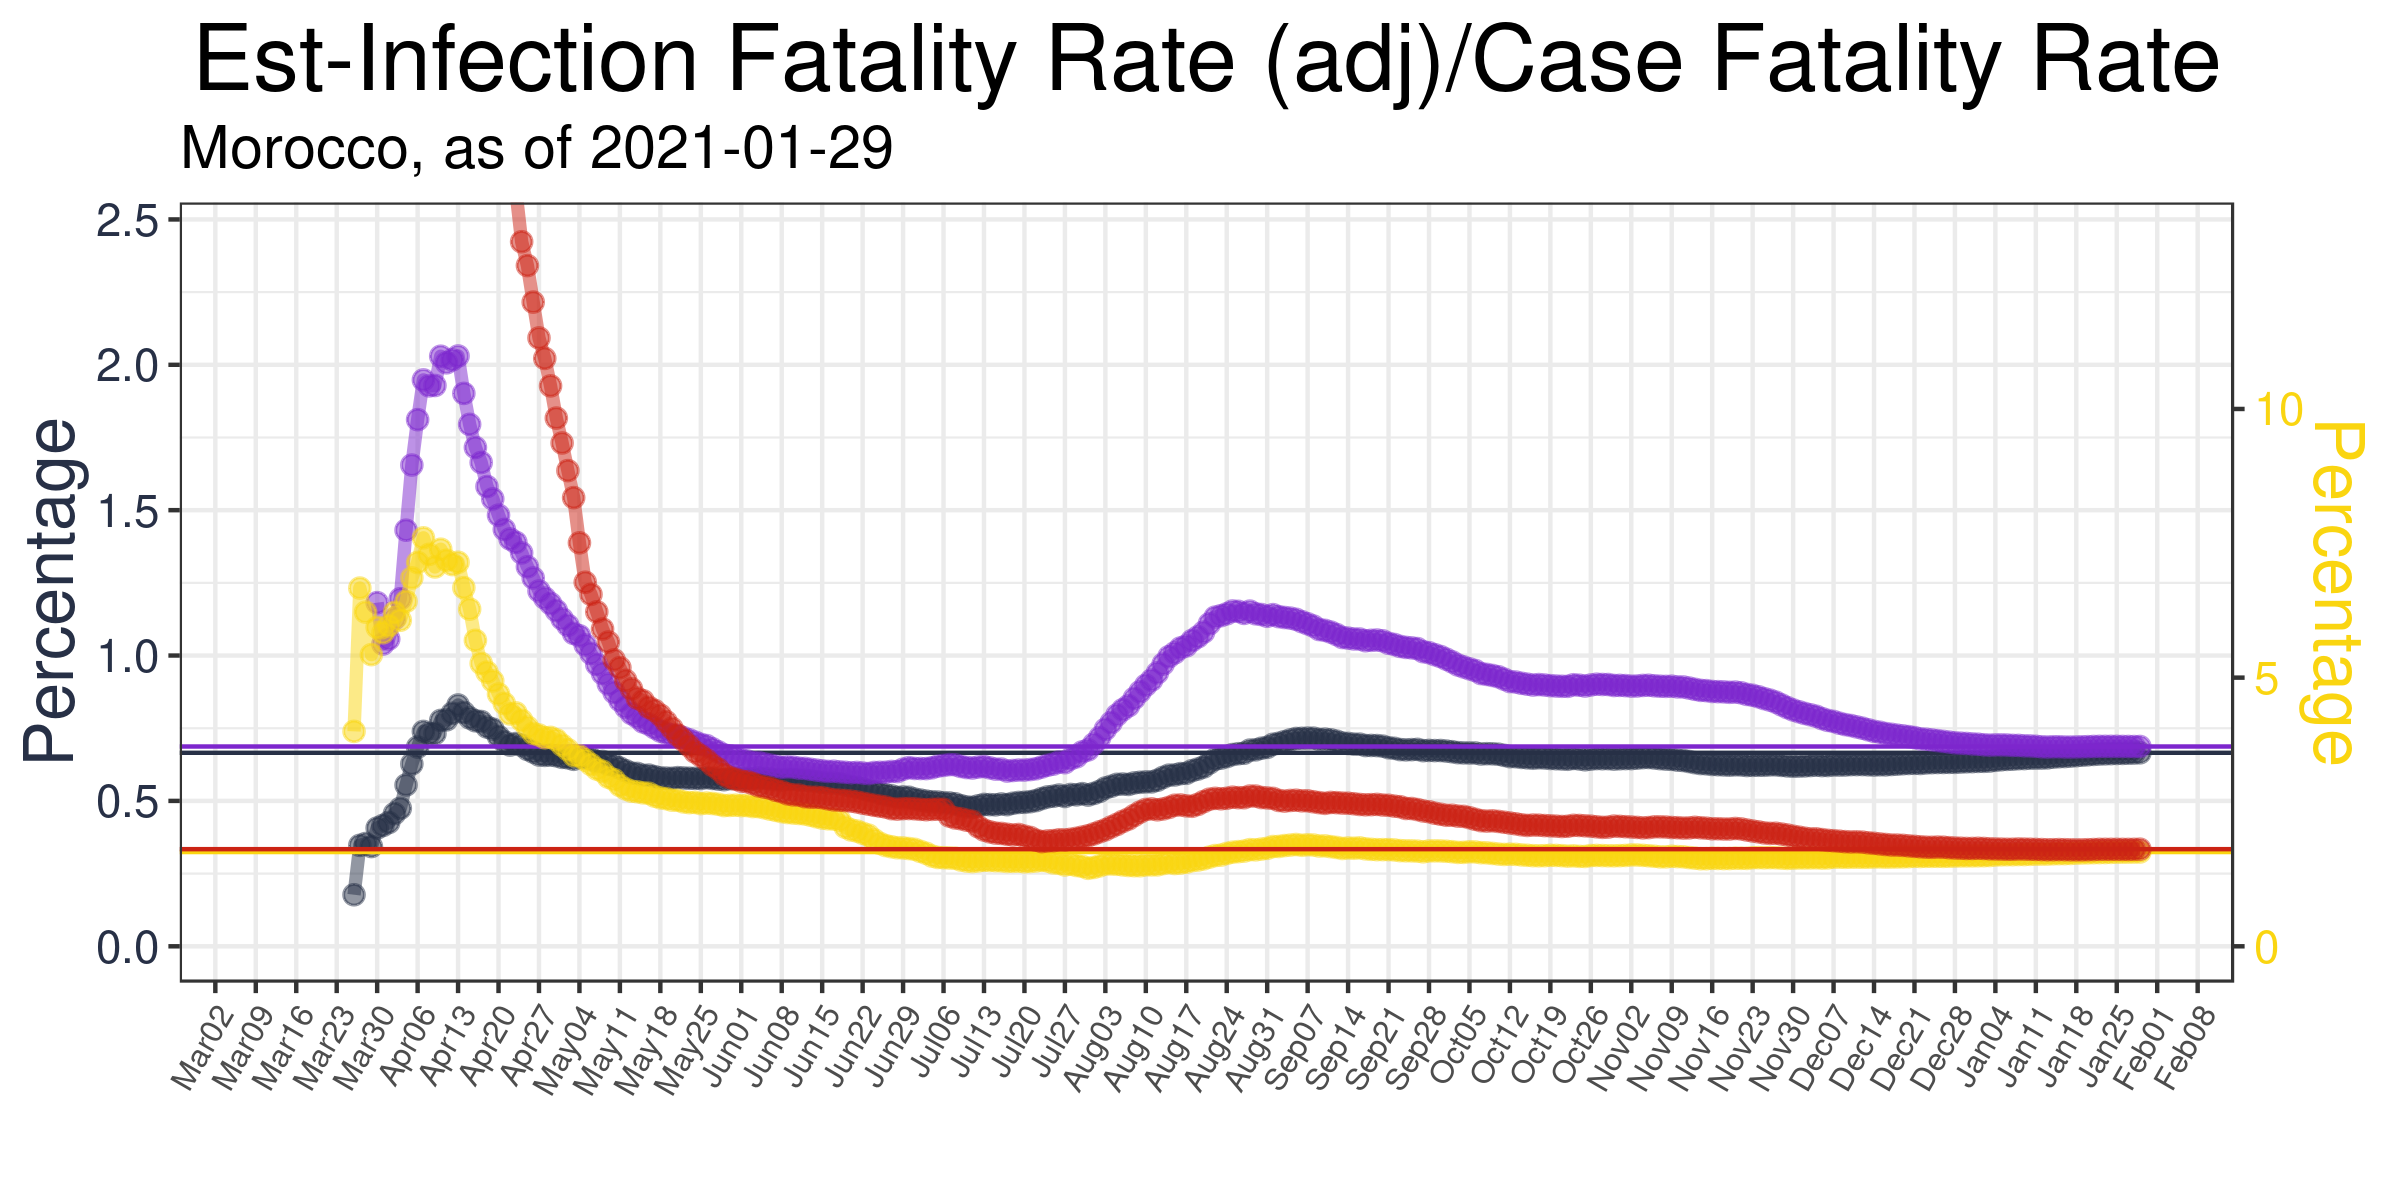 Est-Infection Fatality Rate (adj)/Case Fatality Rate
Morocco, as of 2021-01-29
Percentage
2.5
2.0
1.5
1.0
0.5
0.0
10
5
0
Percentage
Mar02
Mar09
Mar16
Mar23
Mar30
Apr06
Apr13
Apr20
Apr27
May04
May11
May18
May25
Jun01
Jun08
Jun15
Jun22
Jun29
Jul06
Jul13
Jul20
Jul27
Aug03
Aug10
Aug17
Aug24
Aug31
Sep07
Sep14
Sep21
Sep28
Oct05
Oct12
Oct19
Oct26
Nov02
Nov09
Nov16
Nov23
Nov30
Dec07
Dec14
Dec21
Dec28
Jan04
Jan11
Jan18
Jan25
Feb01
Feb08